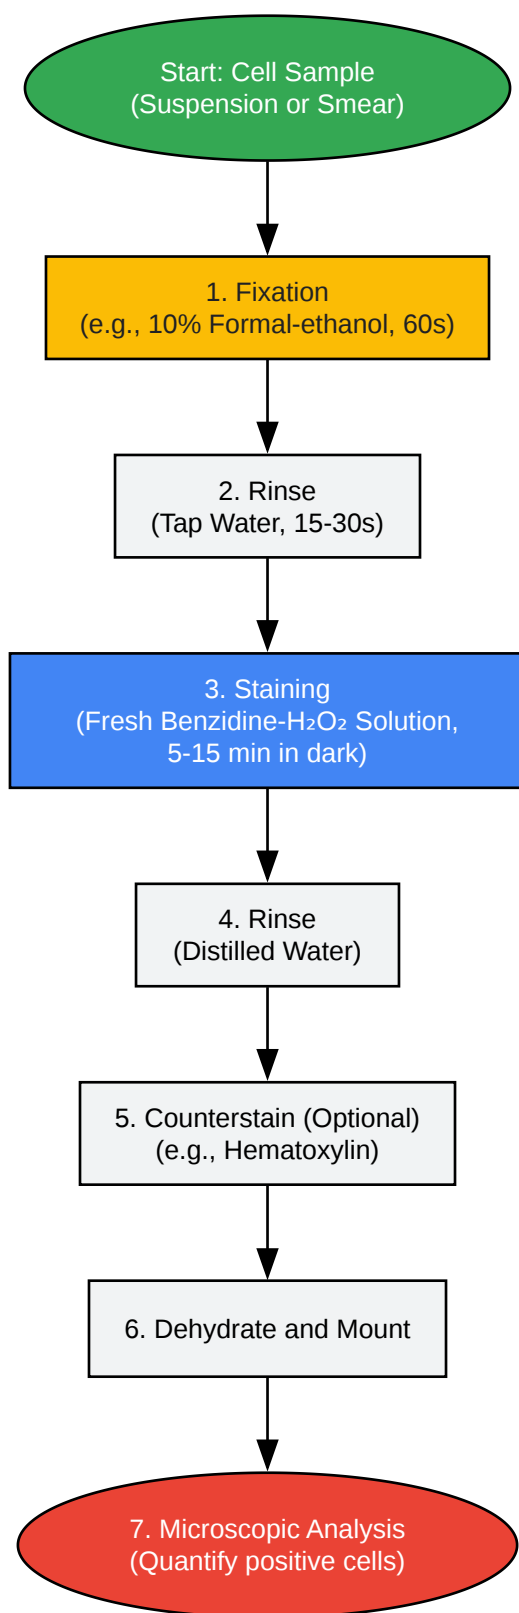 Start: Cell Sample
(Suspension or Smear)
1. Fixation
(e.g., 10% Formal-ethanol, 60s)
2. Rinse
(Tap Water, 15-30s)
3. Staining
(Fresh Benzidine-H₂O₂ Solution,
5-15 min in dark)
4. Rinse
(Distilled Water)
5. Counterstain (Optional)
(e.g., Hematoxylin)
6. Dehydrate and Mount
7. Microscopic Analysis
(Quantify positive cells)